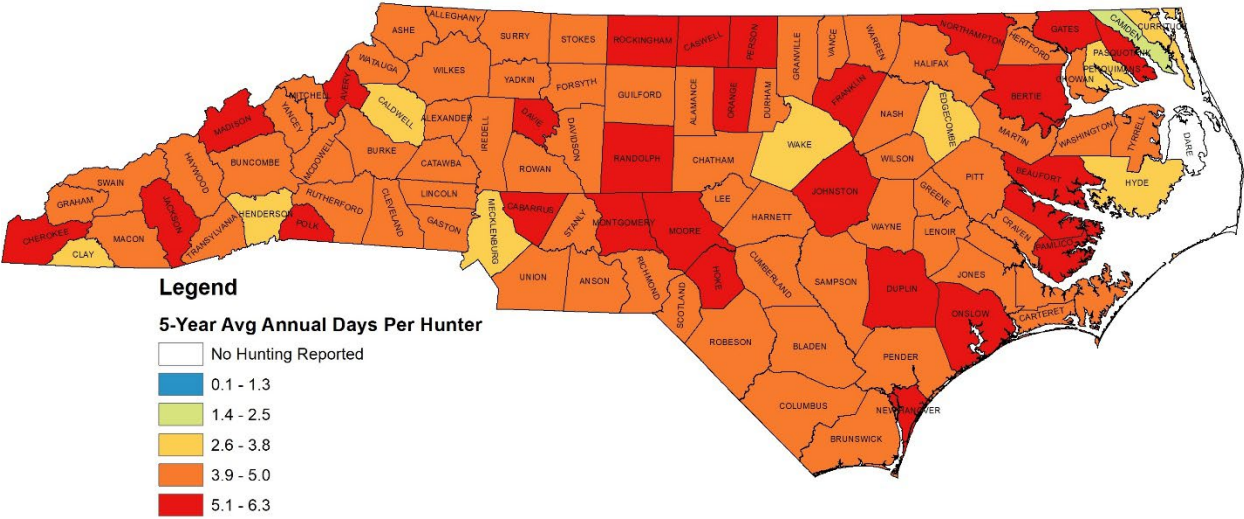 ALLEGHANY
ASHE
SURRY
STOKES
ROCKINGHAM
CASWELL
PERSON
GRANVILLE
VANCE
WARREN
NORTHAMPTON
HERTFORD
GATES
CAMDEN
CURRITUCK
PASQUOTANK
PERQUIMANS
CHOWAN
HALIFAX
BERTIE
WATAUGA
WILKES
YADKIN
FORSYTH
GUILFORD
ALAMANCE
ORANGE
DURHAM
FRANKLIN
NASH
EDGECOMBE
MARTIN
WASHINGTON
TYRRELL
DARE
MITCHELL
AVERY
CALDWELL
ALEXANDER
IREDELL
DAVIE
DAVIDSON
RANDOLPH
CHATHAM
WAKE
WILSON
PITT
BEAUFORT
HYDE
MADISON
YANCEY
MCDOWELL
BURKE
CATAWBA
ROWAN
JOHNSTON
GREENE
HAYWOOD
BUNCOMBE
SWAIN
GRAHAM
JACKSON
RUTHERFORD
CLEVELAND
LINCOLN
GASTON
MECKLENBURG
CABARRUS
STANLY
MONTGOMERY
MOORE
LEE
HARNETT
WAYNE
LENOIR
CRAVEN
PAMLICO
CHEROKEE
CLAY
MACON
TRANSYLVANIA
HENDERSON
POLK
UNION
ANSON
RICHMOND
SCOTLAND
HOKE
CUMBERLAND
SAMPSON
DUPLIN
JONES
ONSLOW
CARTERET
ROBESON
BLADEN
PENDER
COLUMBUS
NEW HANOVER
BRUNSWICK
Legend
5-Year Avg Annual Days Per Hunter
No Hunting Reported
0.1 - 1.3
1.4 - 2.5
2.6 - 3.8
3.9 - 5.0
5.1 - 6.3